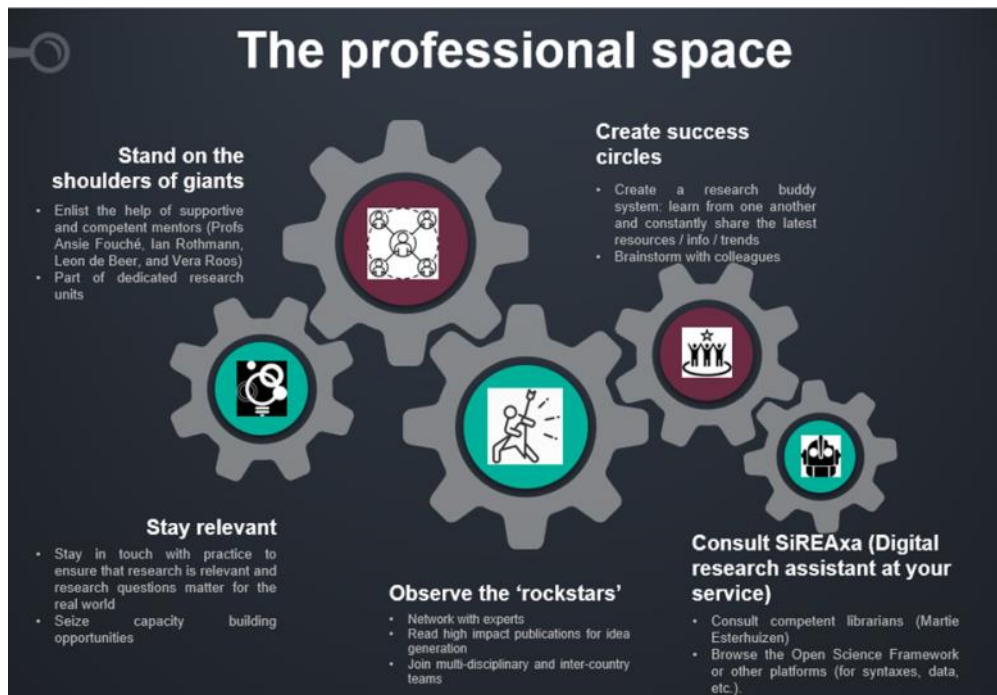 The professional space
Stand on the
shoulders of giants
• Enlist the help of supportive
and competent mentors (Profs
Ansie Fouché, Ian Rothmann,
Leon de Beer, and Vera Roos)
• Part of dedicated research
units
Create success
circles
• Create a research buddy
system: learn from one another
and constantly share the latest
resources / info / trends
• Brainstorm with colleagues
Stay relevant
• Stay in touch with practice to
ensure that research is relevant and
research questions matter for the
real world
• Seize capacity building
opportunities
Observe the ‘rockstars’
• Network with experts
• Read high impact publications for idea
generation
• Join multi-disciplinary and inter-country
teams
Consult SiREAxa (Digital
research assistant at your
service)
• Consult competent librarians (Martie
Esterhuizen)
• Browse the Open Science Framework
or other platforms (for syntaxes, data,
etc.).